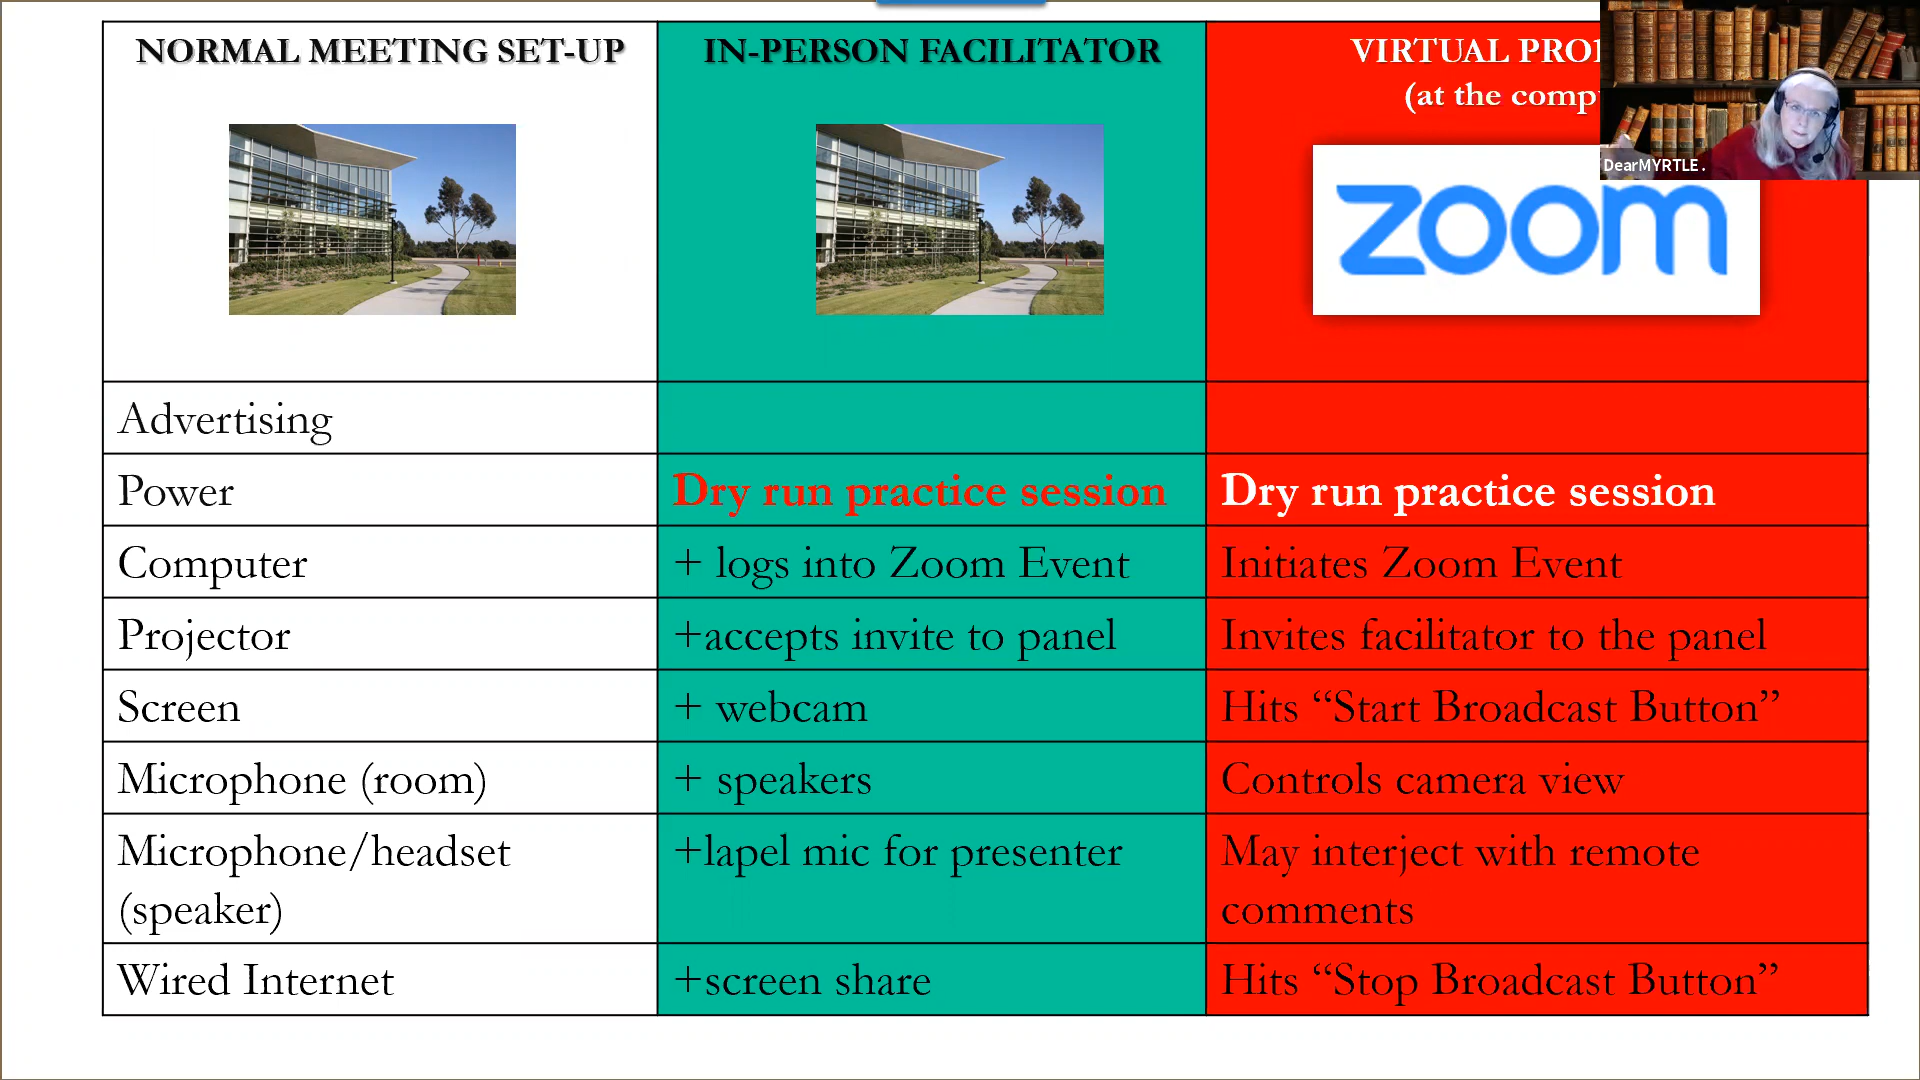 NORMAL MEETING SET-UP
IN-PERSON FACILITATOR
VIRTUAL
(at the
DearMYRTLE .
zoom
Advertising
Power
Dry run practice session
Dry run practice session
Computer
+ logs into Zoom Event
Initiates Zoom Event
Projector
+accepts invite to panel
Invites facilitator to the panel
Screen
+ webcam
Hits “Start Broadcast Button”
Microphone (room)
+ speakers
Controls camera view
Microphone/headset
(speaker)
+lapel mic for presenter
May interject with remote
comments
Wired Internet
+screen share
Hits “Stop Broadcast Button”